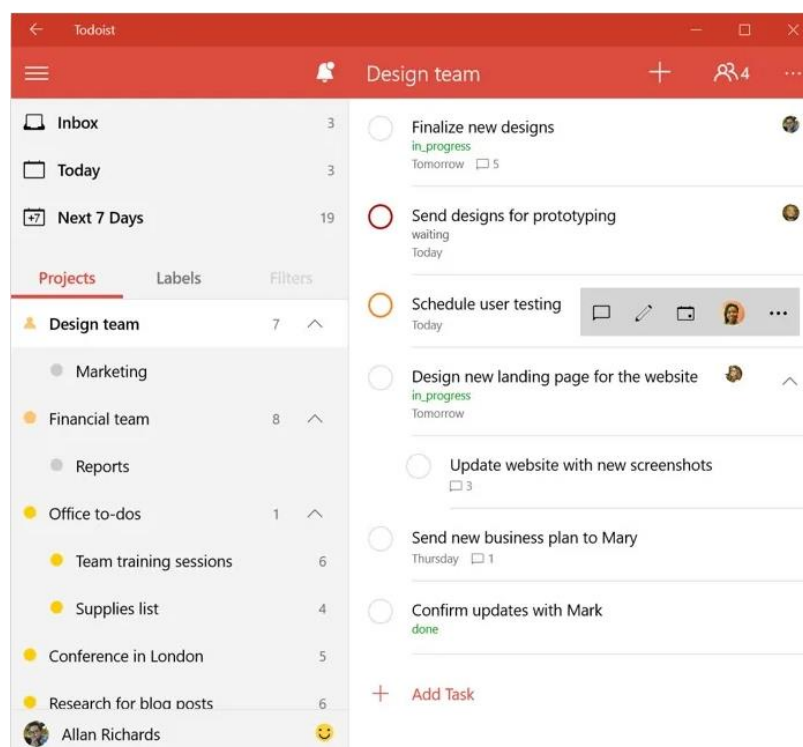 Todoist
Design team
4
Inbox 3
Today 3
+7 Next 7 Days 19
Projects Labels Filters
Design team 7
Marketing
Financial team 8
Reports
Office to-dos 1
Team training sessions 6
Supplies list 4
Conference in London 5
Research for blog posts 6
Allan Richards
Finalize new designs
in_progress
Tomorrow 5
Send designs for prototyping
waiting
Today
Schedule user testing
Today
Design new landing page for the website
in_progress
Tomorrow
Update website with new screenshots
3
Send new business plan to Mary
Thursday 1
Confirm updates with Mark
done
Add Task